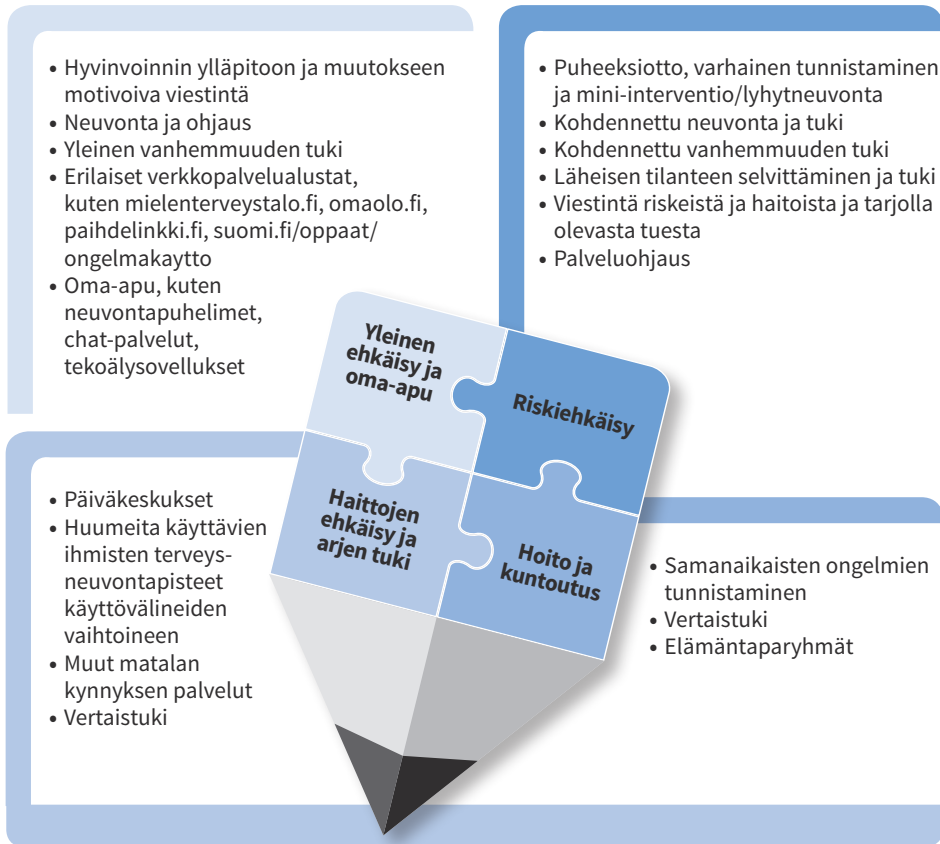 • Hyvinvoinnin ylläpitoon ja muutokseen
motivoiva viestintä
• Neuvonta ja ohjaus
• Yleinen vanhemmuuden tuki
• Erilaiset verkkopalvelualustat,
kuten mielenterveystalo.fi, omaolo.fi,
paihdelinkki.fi, suomi.fi/oppaat/
ongelmakaytto
• Oma-apu, kuten
neuvontapuhelimet,
chat-palvelut,
tekoälysovellukset
• Puheeksiotto, varhainen tunnistaminen
ja mini-interventio/lyhytneuvonta
• Kohdennettu neuvonta ja tuki
• Kohdennettu vanhemmuuden tuki
• Läheisen tilanteen selvittäminen ja tuki
• Viestintä riskeistä ja haitoista ja tarjolla
olevasta tuesta
• Palveluohjaus
Yleinen
ehkäisy ja
oma-apu
Riskiehkäisy
Haittojen
ehkäisy ja
arjen tuki
Hoito ja
kuntoutus
• Päiväkeskukset
• Huumeita käyttävien
ihmisten terveys-
neuvontapisteet
käyttövälineiden
vaihtoineen
• Muut matalan
kynnyksen palvelut
• Vertaistuki
• Samanaikaisten ongelmien
tunnistaminen
• Vertaistuki
• Elämäntaparyhmät